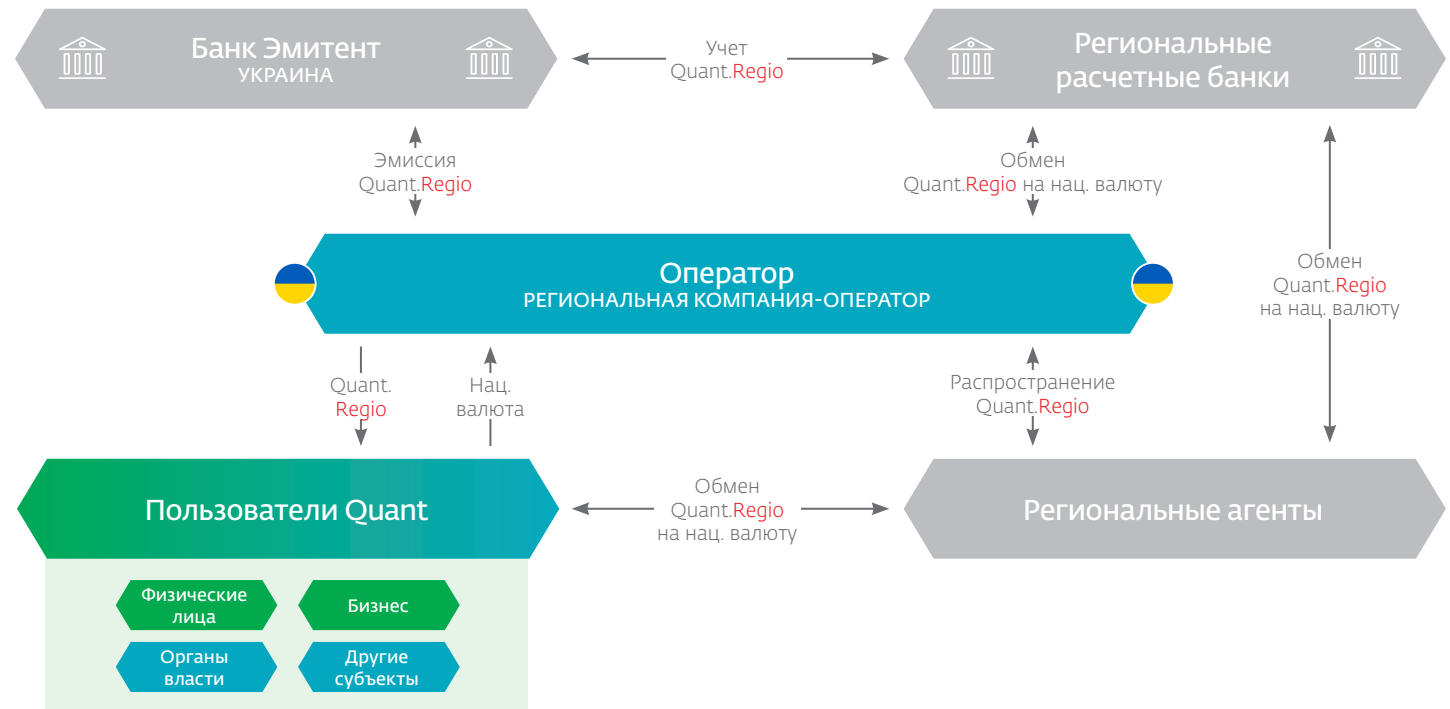 Банк Эмитент
УКРАИНА
Учет
Quant.Regio
Региональные
расчетные банки
Эмиссия
Quant.Regio
Обмен
Quant.Regio на нац. валюту
Оператор
РЕГИОНАЛЬНАЯ КОМПАНИЯ-ОПЕРАТОР
Обмен
Quant.Regio
на нац. валюту
Quant.
Regio
Нац.
валюта
Распространение
Quant.Regio
Пользователи Quant
Обмен
Quant.Regio
на нац. валюту
Региональные агенты
Физические
лица
Бизнес
Органы
власти
Другие
субъекты